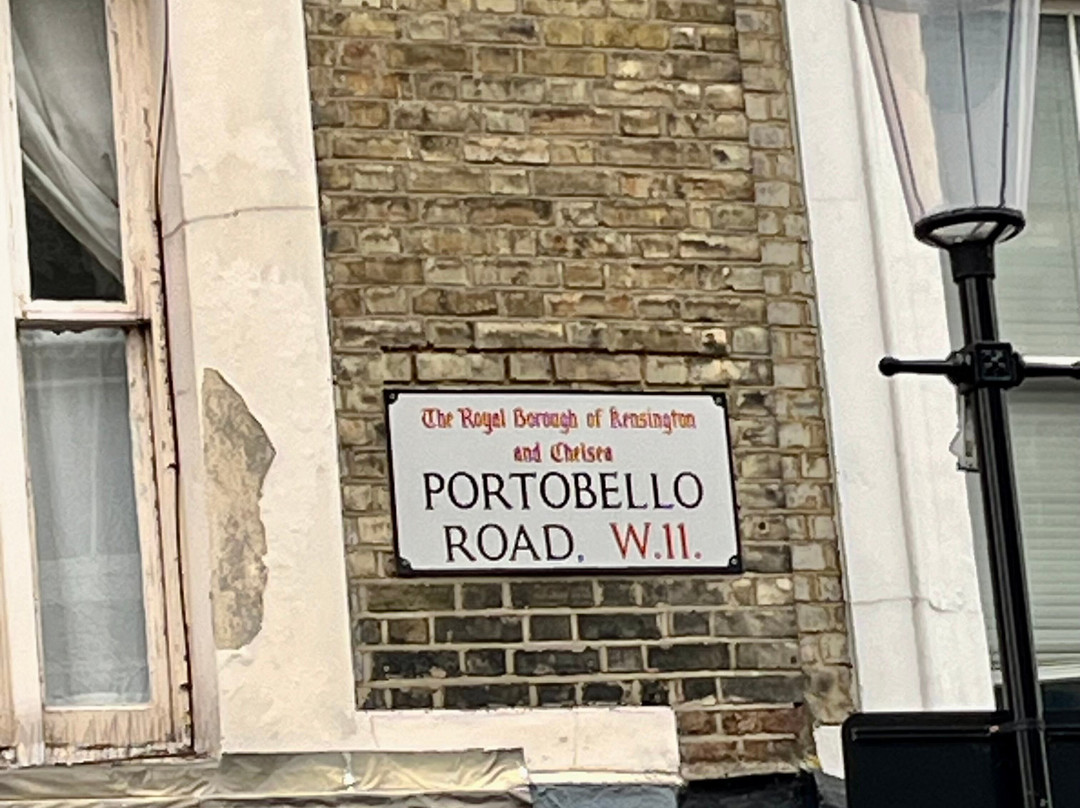 The Royal Borough of Kensington
and Chelsea
PORTOBELLO
ROAD, W.11.